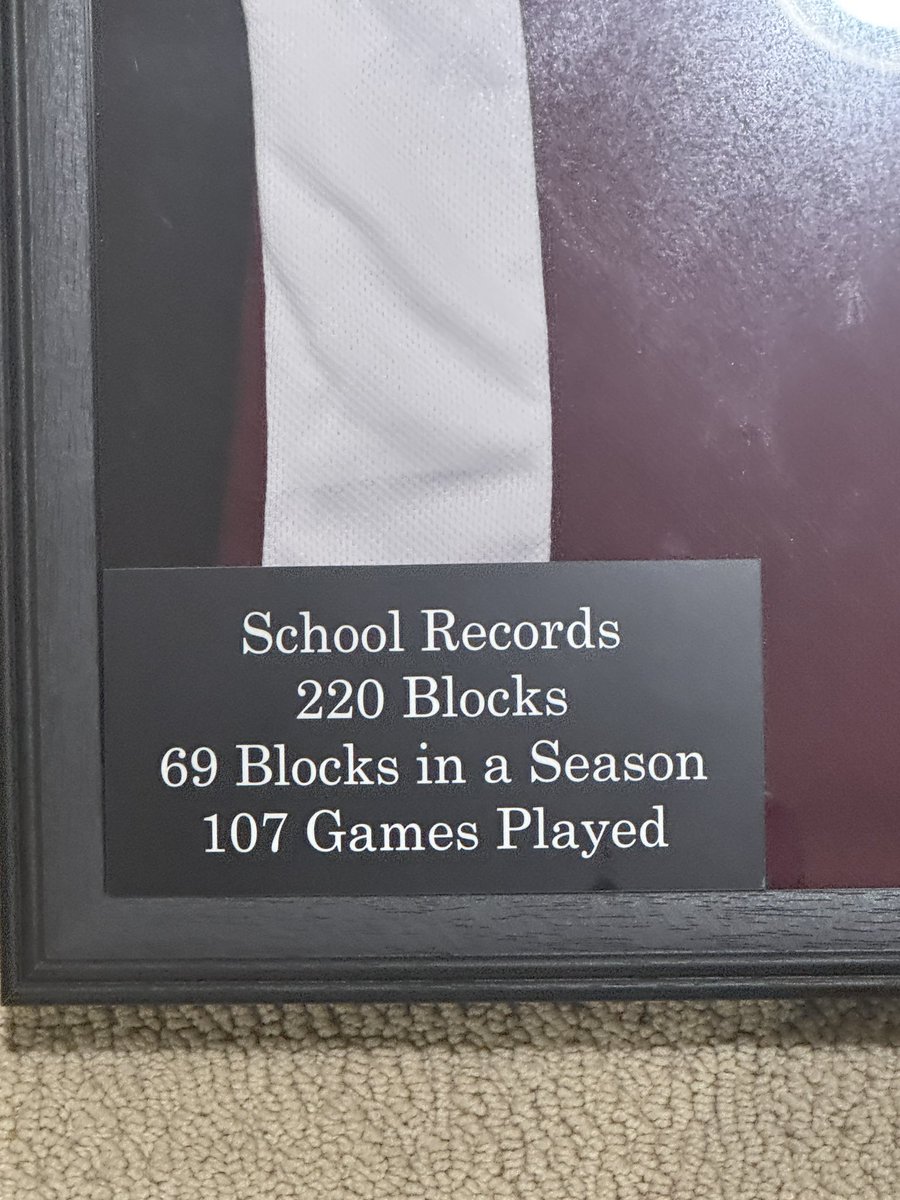 School Records
220 Blocks
69 Blocks in a Season
107 Games Played